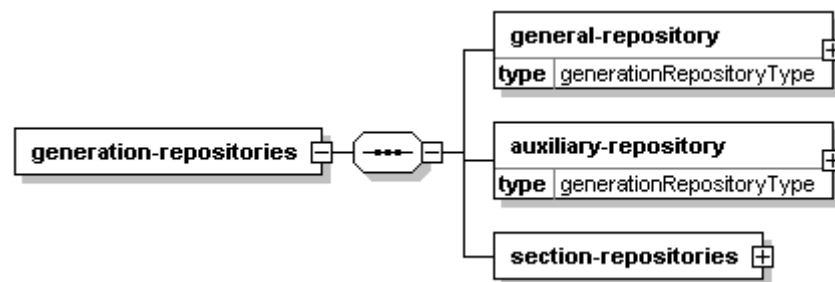 general-repository
type generationRepositoryType
generation-repositories
auxiliary-repository
type generationRepositoryType
section-repositories